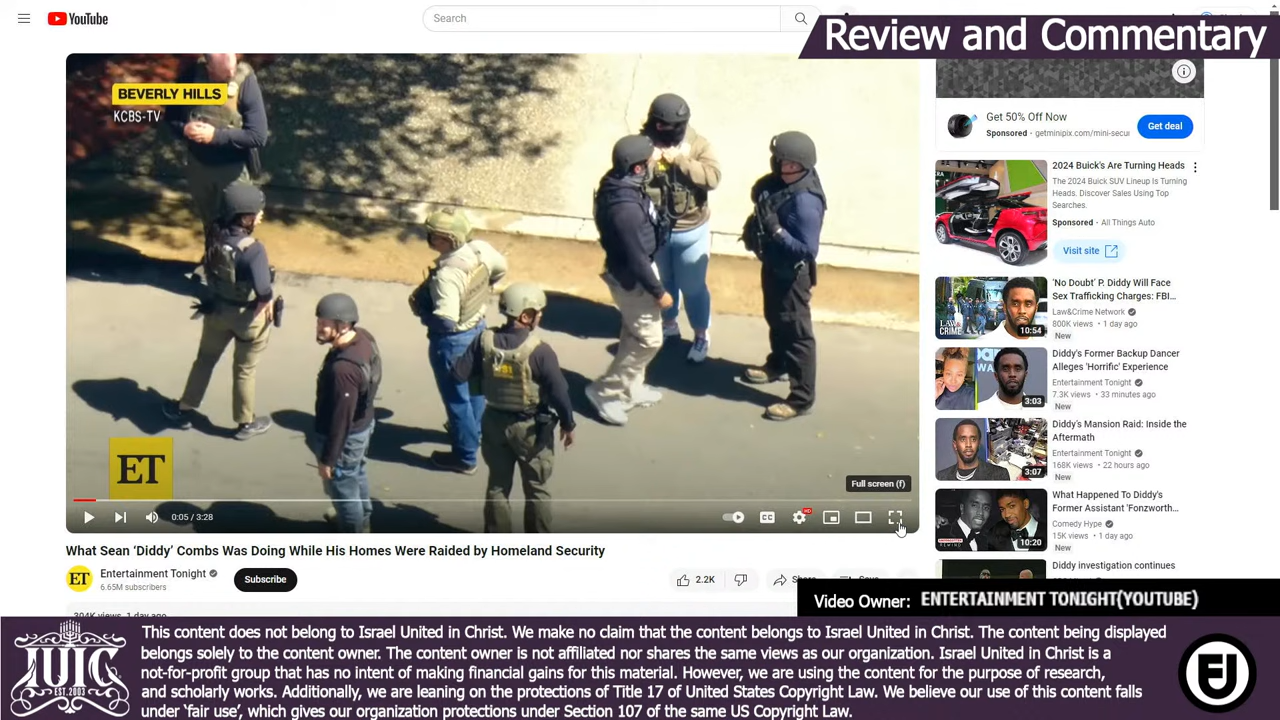 YouTube
Search
Review and Commentary
BEVERLY HILLS
KCBS-TV
ET
Full screen (f)
0:05 / 3:28
CC
HD
What Sean ‘Diddy’ Combs Was Doing While His Homes Were Raided by Homeland Security
ET
Entertainment Tonight
6.65M subscribers
Subscribe
2.2K
304K views 1 day ago
Get 50% Off Now
Sponsored · getminipix.com/mini-secu
Get deal
2024 Buick's Are Turning Heads
The 2024 Buick SUV Lineup Is Turning
Heads. Discover Sales Using Top
Searches.
Sponsored · All Things Auto
Visit site
LAW&
CRIME
10:54
'No Doubt' P. Diddy Will Face
Sex Trafficking Charges: FBI...
Law&Crime Network
800K views • 1 day ago
New
3:03
Diddy's Former Backup Dancer
Alleges 'Horrific' Experience
Entertainment Tonight
7.3K views • 33 minutes ago
New
3:07
Diddy's Mansion Raid: Inside the
Aftermath
Entertainment Tonight
168K views • 22 hours ago
New
10:20
What Happened To Diddy's
Former Assistant 'Fonzworth...
Comedy Hype
15K views • 1 day ago
New
Diddy investigation continues
Video Owner: ENTERTAINMENT TONIGHT(YOUTUBE)
IUIC
EST.2003
This content does not belong to Israel United in Christ. We make no claim that the content belongs to Israel United in Christ. The content being displayed
belongs solely to the content owner. The content owner is not affiliated nor shares the same views as our organization. Israel United in Christ is a
not-for-profit group that has no intent of making financial gains for this material. However, we are using the content for the purpose of research,
and scholarly works. Additionally, we are leaning on the protections of Title 17 of United States Copyright Law. We believe our use of this content falls
under ‘fair use’, which gives our organization protections under Section 107 of the same US Copyright Law.